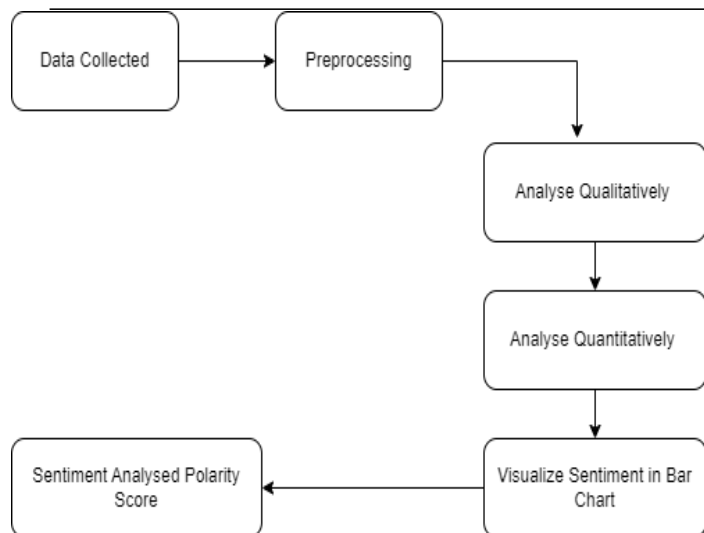 Data Collected
Preprocessing
Analyse Qualitatively
Analyse Quantitatively
Visualize Sentiment in Bar
Chart
Sentiment Analysed Polarity
Score